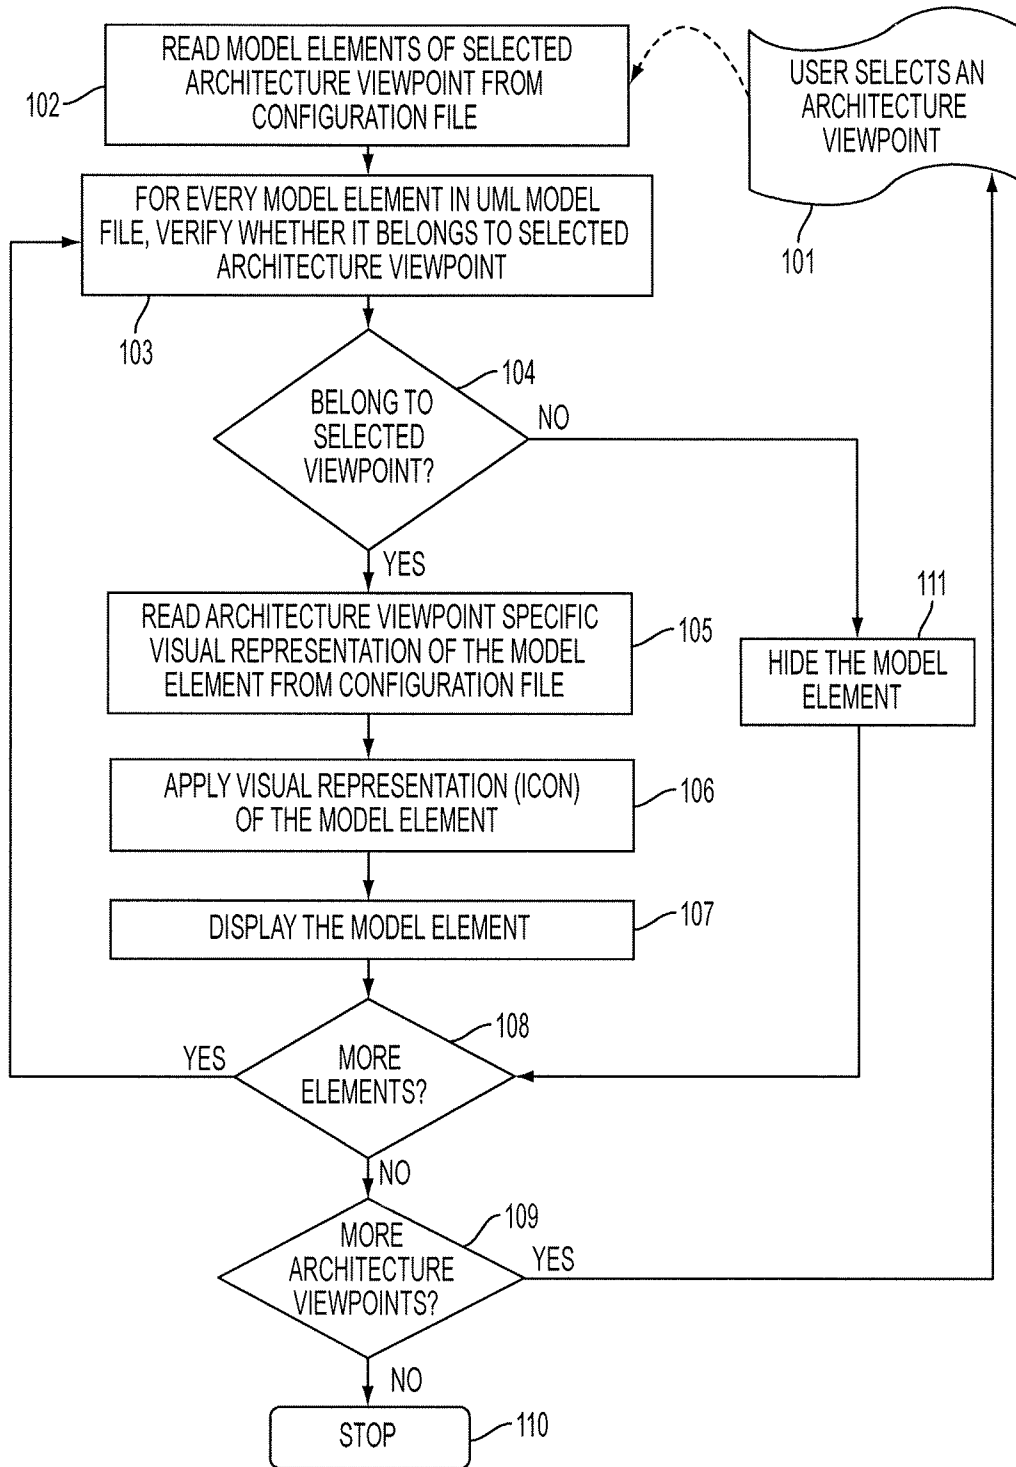 READ MODEL ELEMENTS OF SELECTED
ARCHITECTURE VIEWPOINT FROM
CONFIGURATION FILE
102
USER SELECTS AN
ARCHITECTURE
VIEWPOINT
101
FOR EVERY MODEL ELEMENT IN UML MODEL
FILE, VERIFY WHETHER IT BELONGS TO SELECTED
ARCHITECTURE VIEWPOINT
103
BELONG TO
SELECTED
VIEWPOINT?
104
NO
YES
READ ARCHITECTURE VIEWPOINT SPECIFIC
VISUAL REPRESENTATION OF THE MODEL
ELEMENT FROM CONFIGURATION FILE
105
111
HIDE THE MODEL
ELEMENT
APPLY VISUAL REPRESENTATION (ICON)
OF THE MODEL ELEMENT
106
DISPLAY THE MODEL ELEMENT
107
MORE
ELEMENTS?
108
YES
NO
MORE
ARCHITECTURE
VIEWPOINTS?
109
YES
NO
STOP
110